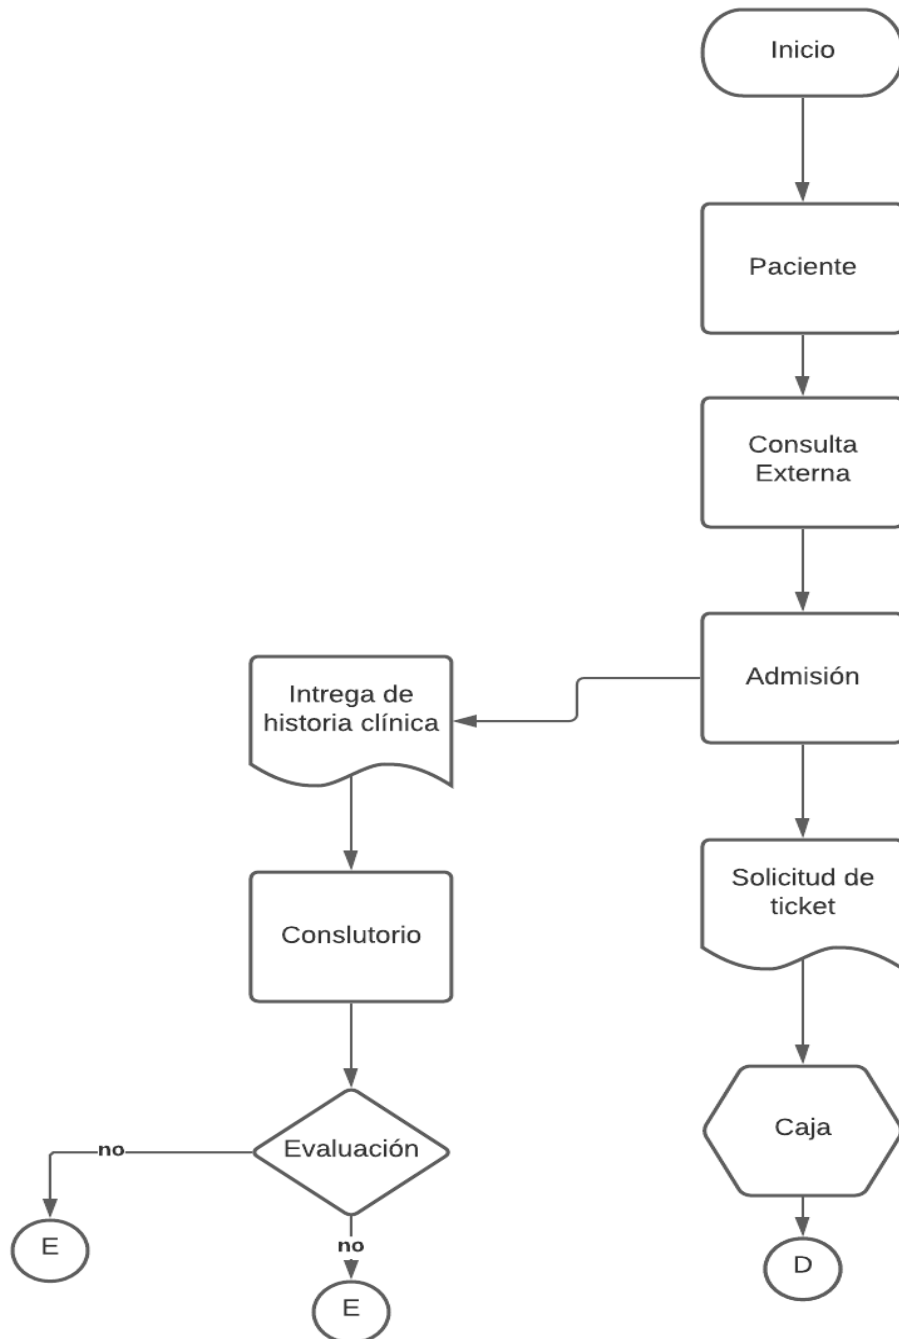 Inicio
Paciente
Consulta
Externa
Admisión
Intrega de
historia clínica
Solicitud de
ticket
Conslutorio
Caja
Evaluación
no
no
E
D
E